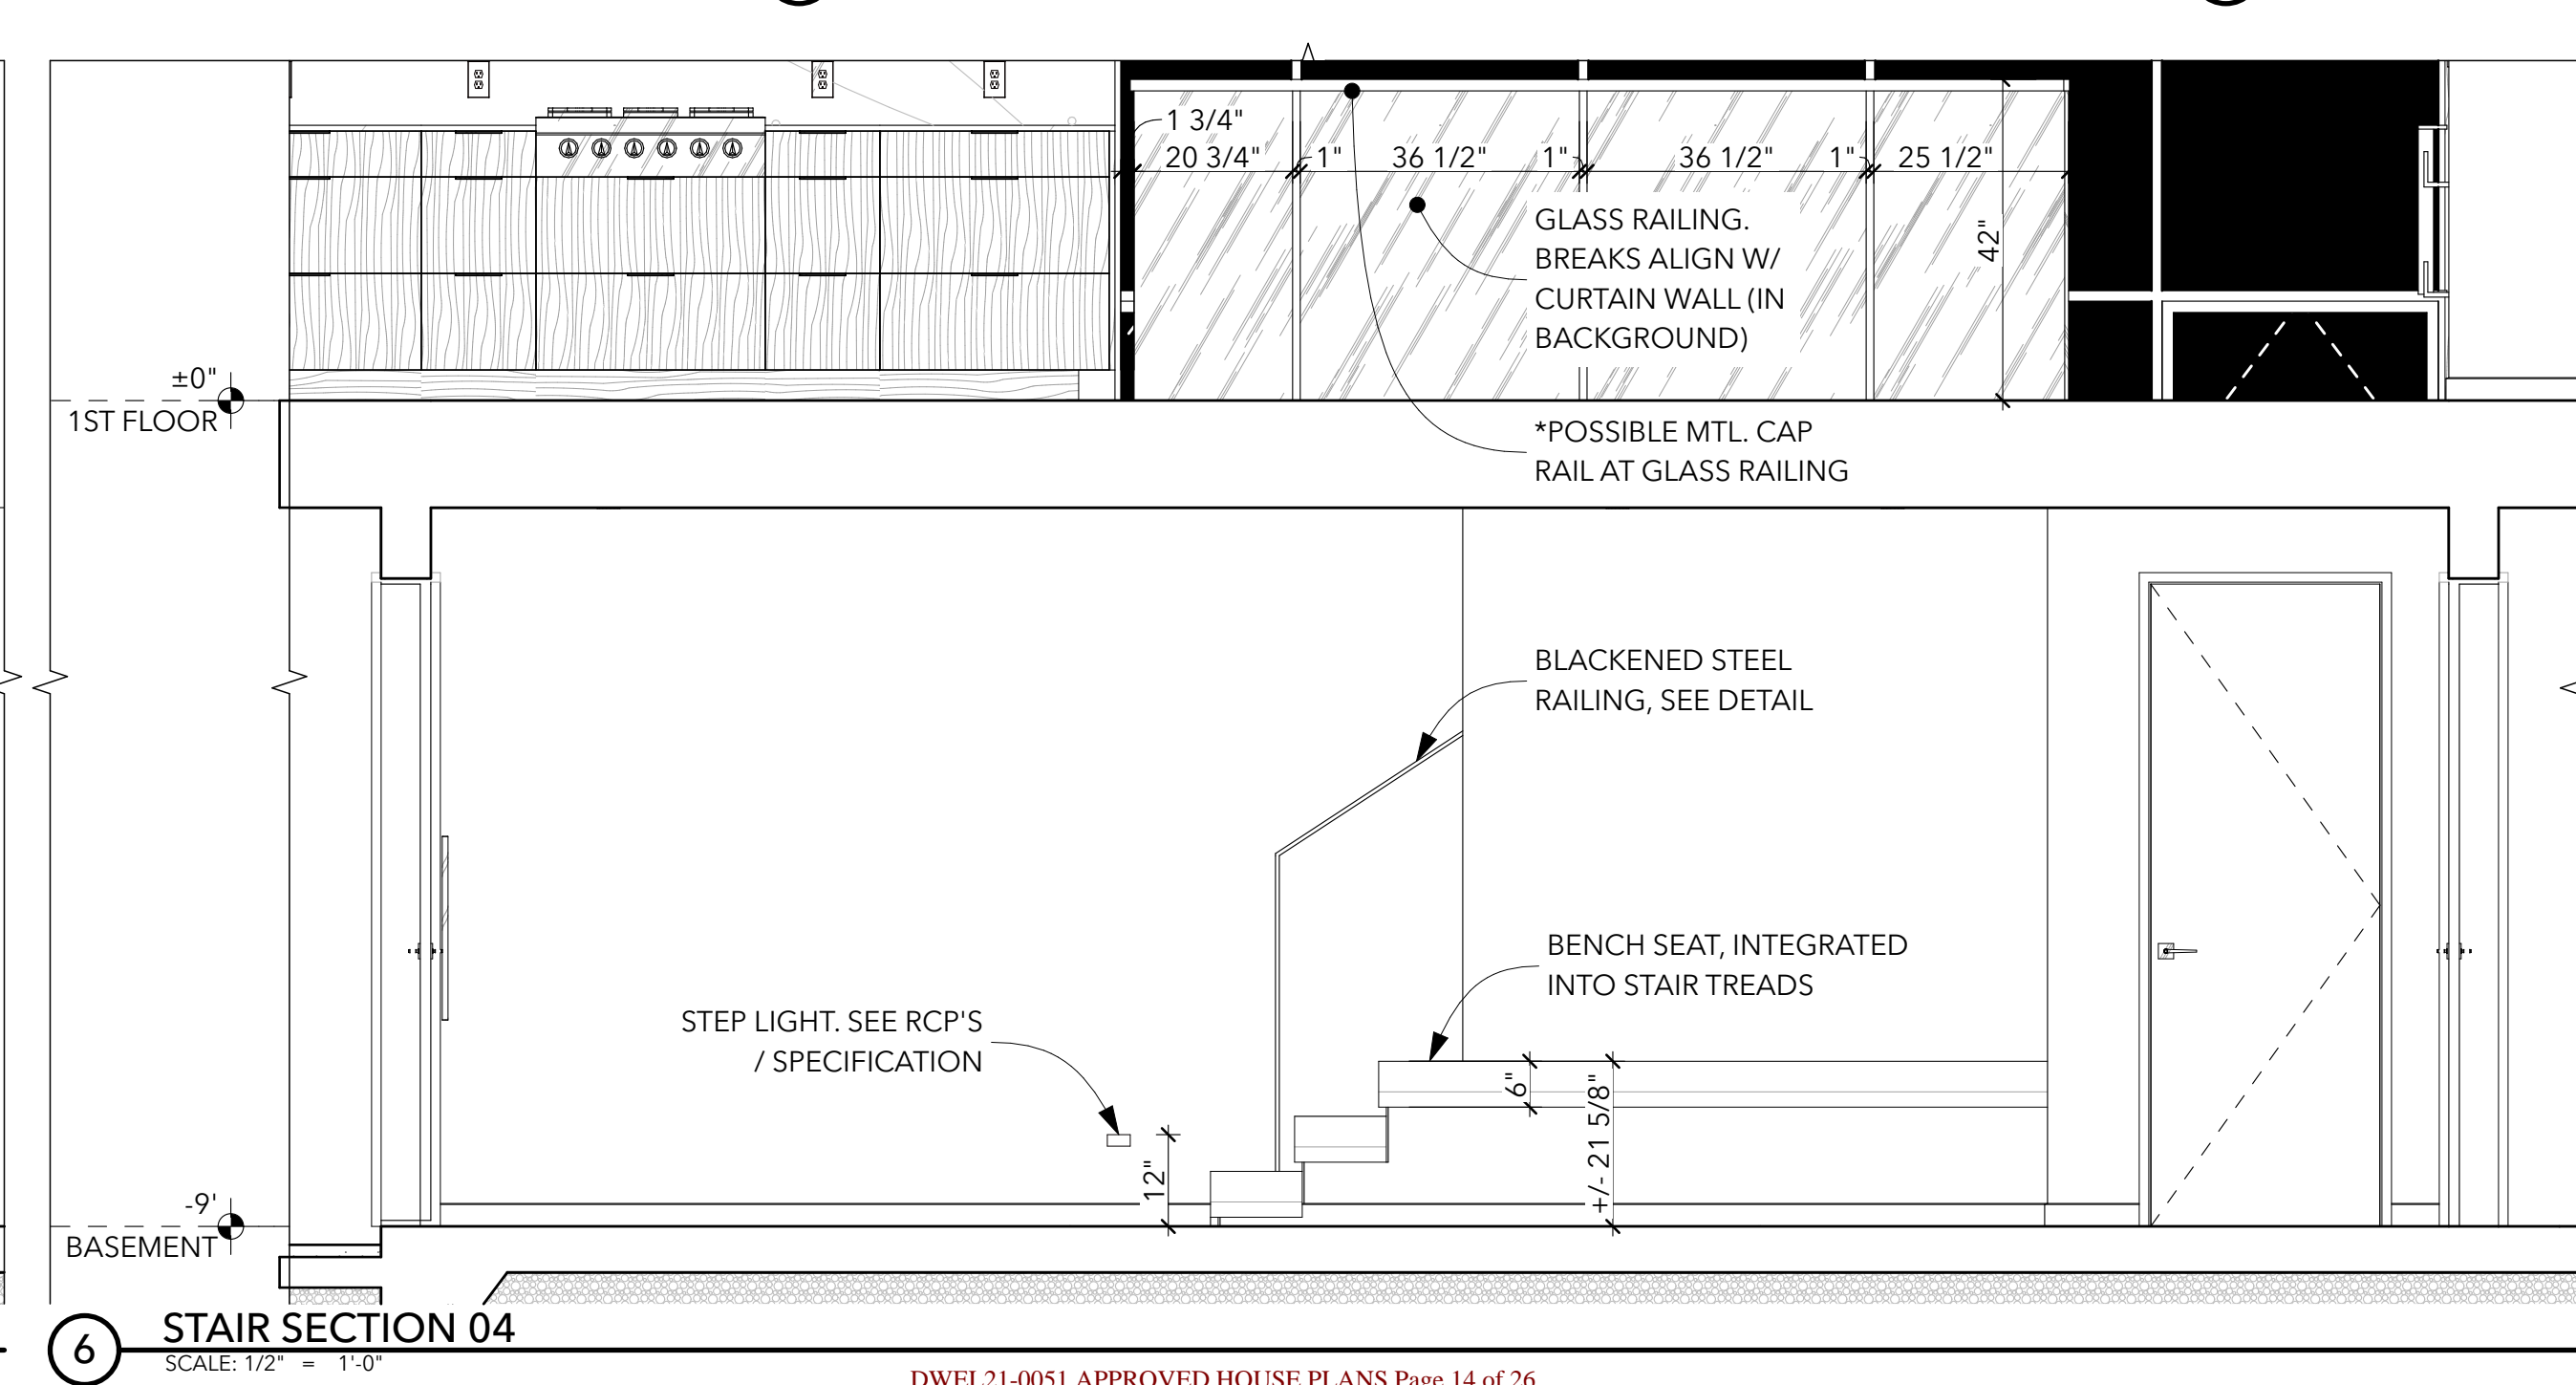 1 3/4"
20 3/4" 1" 36 1/2" 1" 36 1/2" 1" 25 1/2"
42"
GLASS RAILING.
BREAKS ALIGN W/
CURTAIN WALL (IN
BACKGROUND)
±0"
1ST FLOOR
*POSSIBLE MTL. CAP
RAIL AT GLASS RAILING
BLACKENED STEEL
RAILING, SEE DETAIL
BENCH SEAT, INTEGRATED
INTO STAIR TREADS
STEP LIGHT. SEE RCP'S
/ SPECIFICATION
6"
+/- 21 5/8"
12"
-9'
BASEMENT
6
STAIR SECTION 04
SCALE: 1/2" = 1'-0"
DWEL21-0051 APPROVED HOUSE PLANS Page 14 of 26